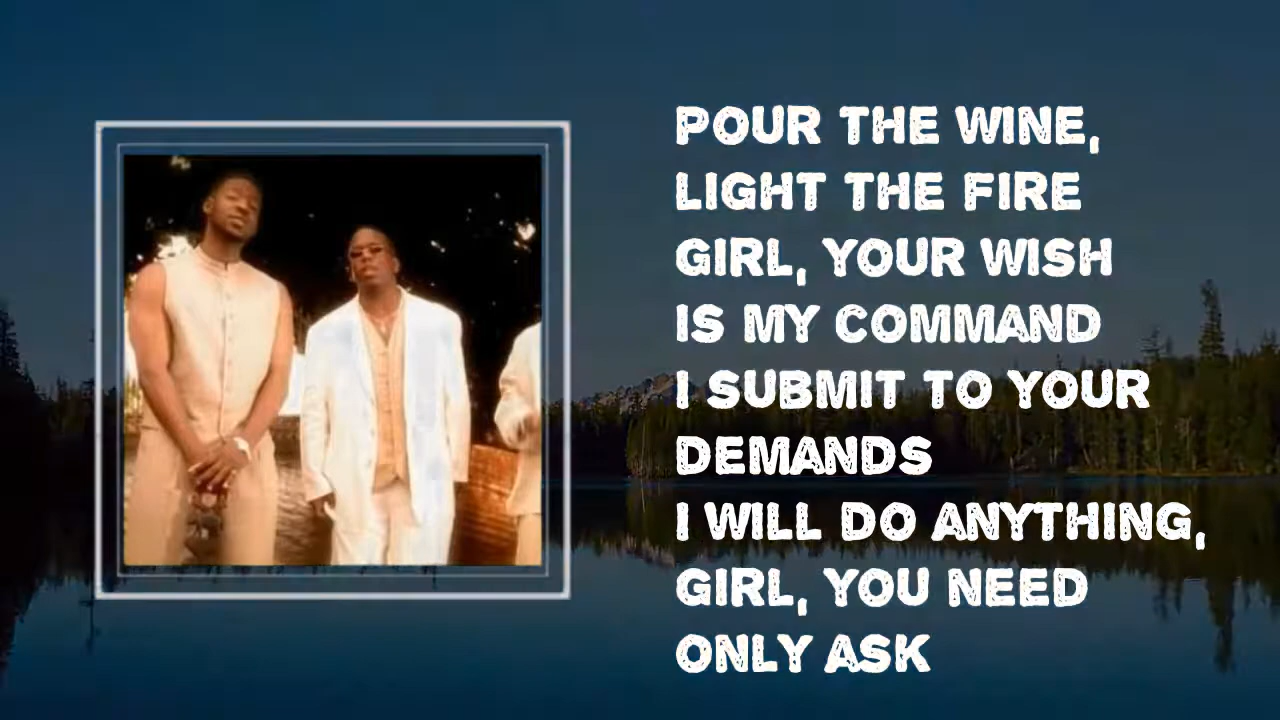 POUR THE WINE,
LIGHT THE FIRE
GIRL, YOUR WISH
IS MY COMMAND
I SUBMIT TO YOUR
DEMANDS
I WILL DO ANYTHING,
GIRL, YOU NEED
ONLY ASK